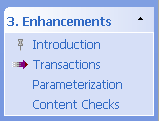 3. Enhancements
Introduction
Transactions
Parameterization
Content Checks